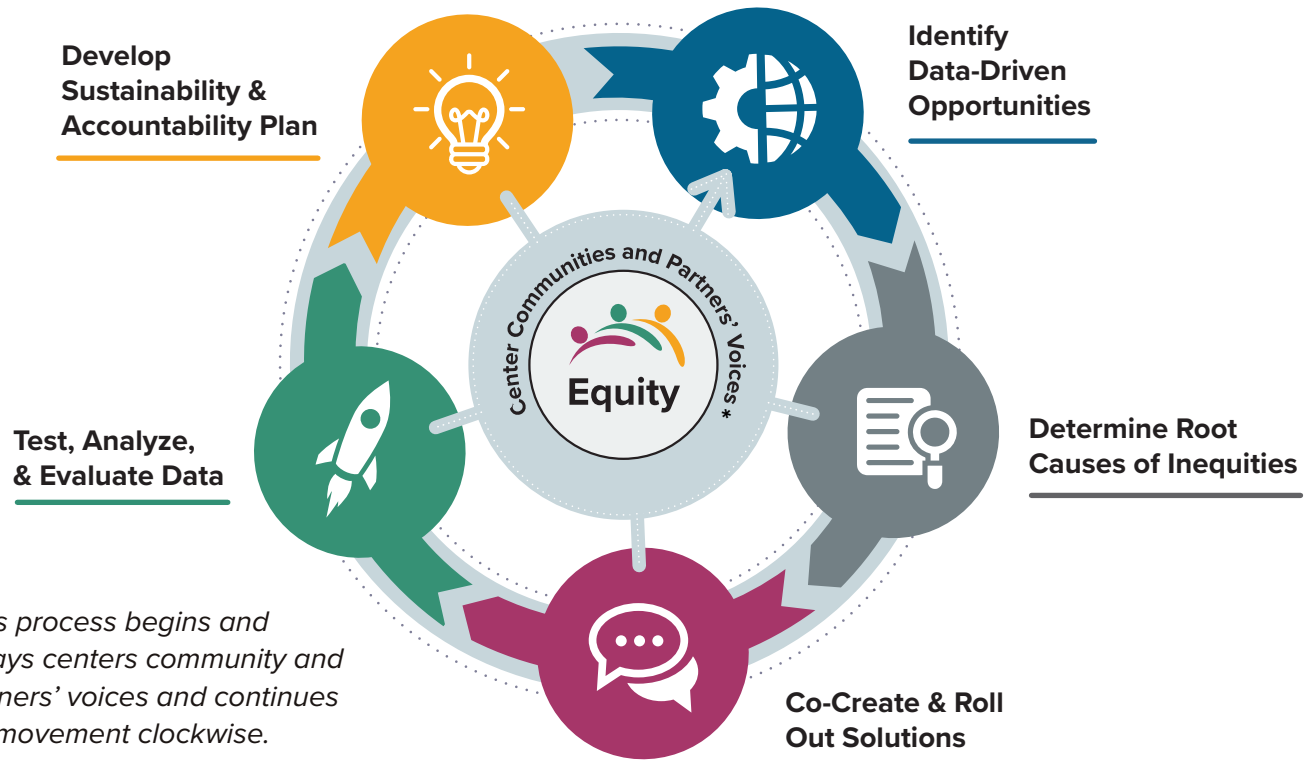 Develop
Sustainability &
Accountability Plan
Identify
Data-Driven
Opportunities
Center Communities and Partners' Voices *
Equity
Test, Analyze,
& Evaluate Data
Determine Root
Causes of Inequities
Co-Create & Roll
Out Solutions
process begins and
centers community and
voices and continues
movement clockwise.